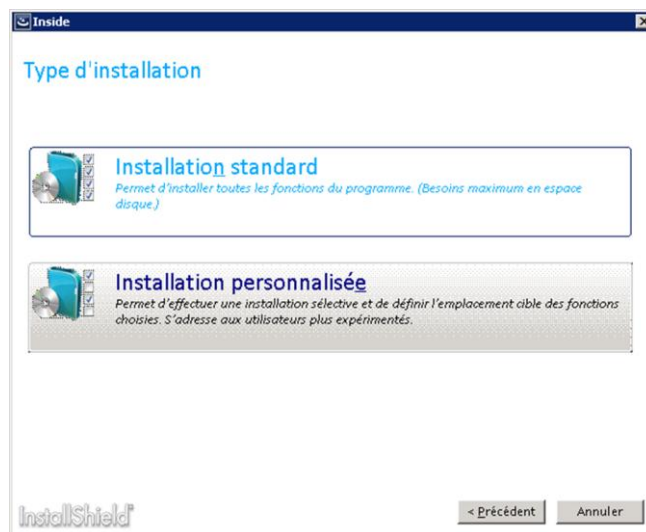 Inside
Type d'installation
Installation standard
Permet d'installer toutes les fonctions du programme. (Besoins maximum en espace
disque.)
Installation personnalisée
Permet d'effectuer une installation sélective et de définir l'emplacement cible des fonctions
choisies. S'adresse aux utilisateurs plus expérimentés.
InstallShield
< Précédent
Annuler